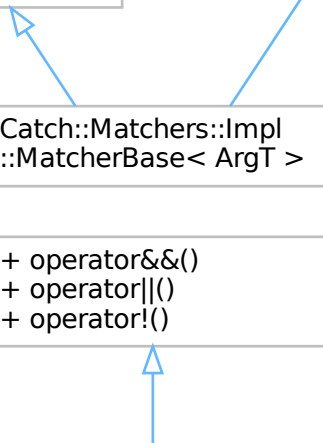 Catch::Matchers::Impl
::MatcherBase< ArgT >
+ operator&&()
+ operator||()
+ operator!()